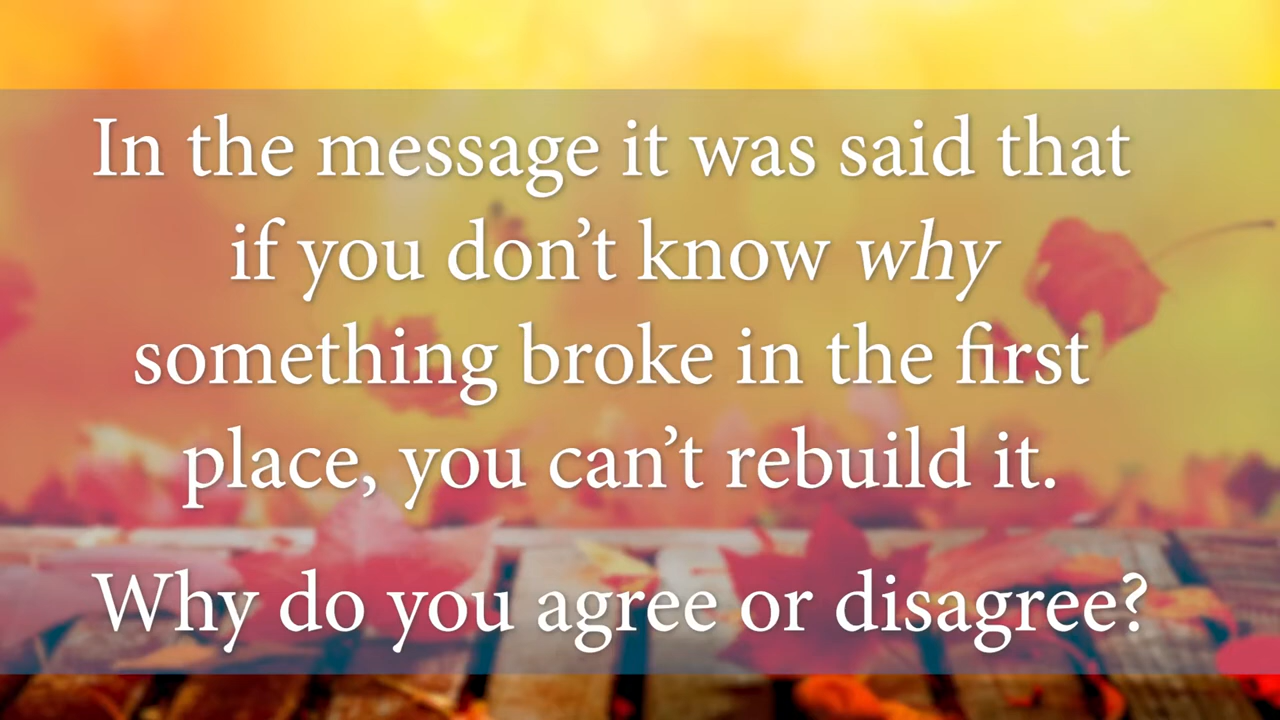 In the message it was said that
if you don’t know why
something broke in the first
place, you can’t rebuild it.
Why do you agree or disagree?